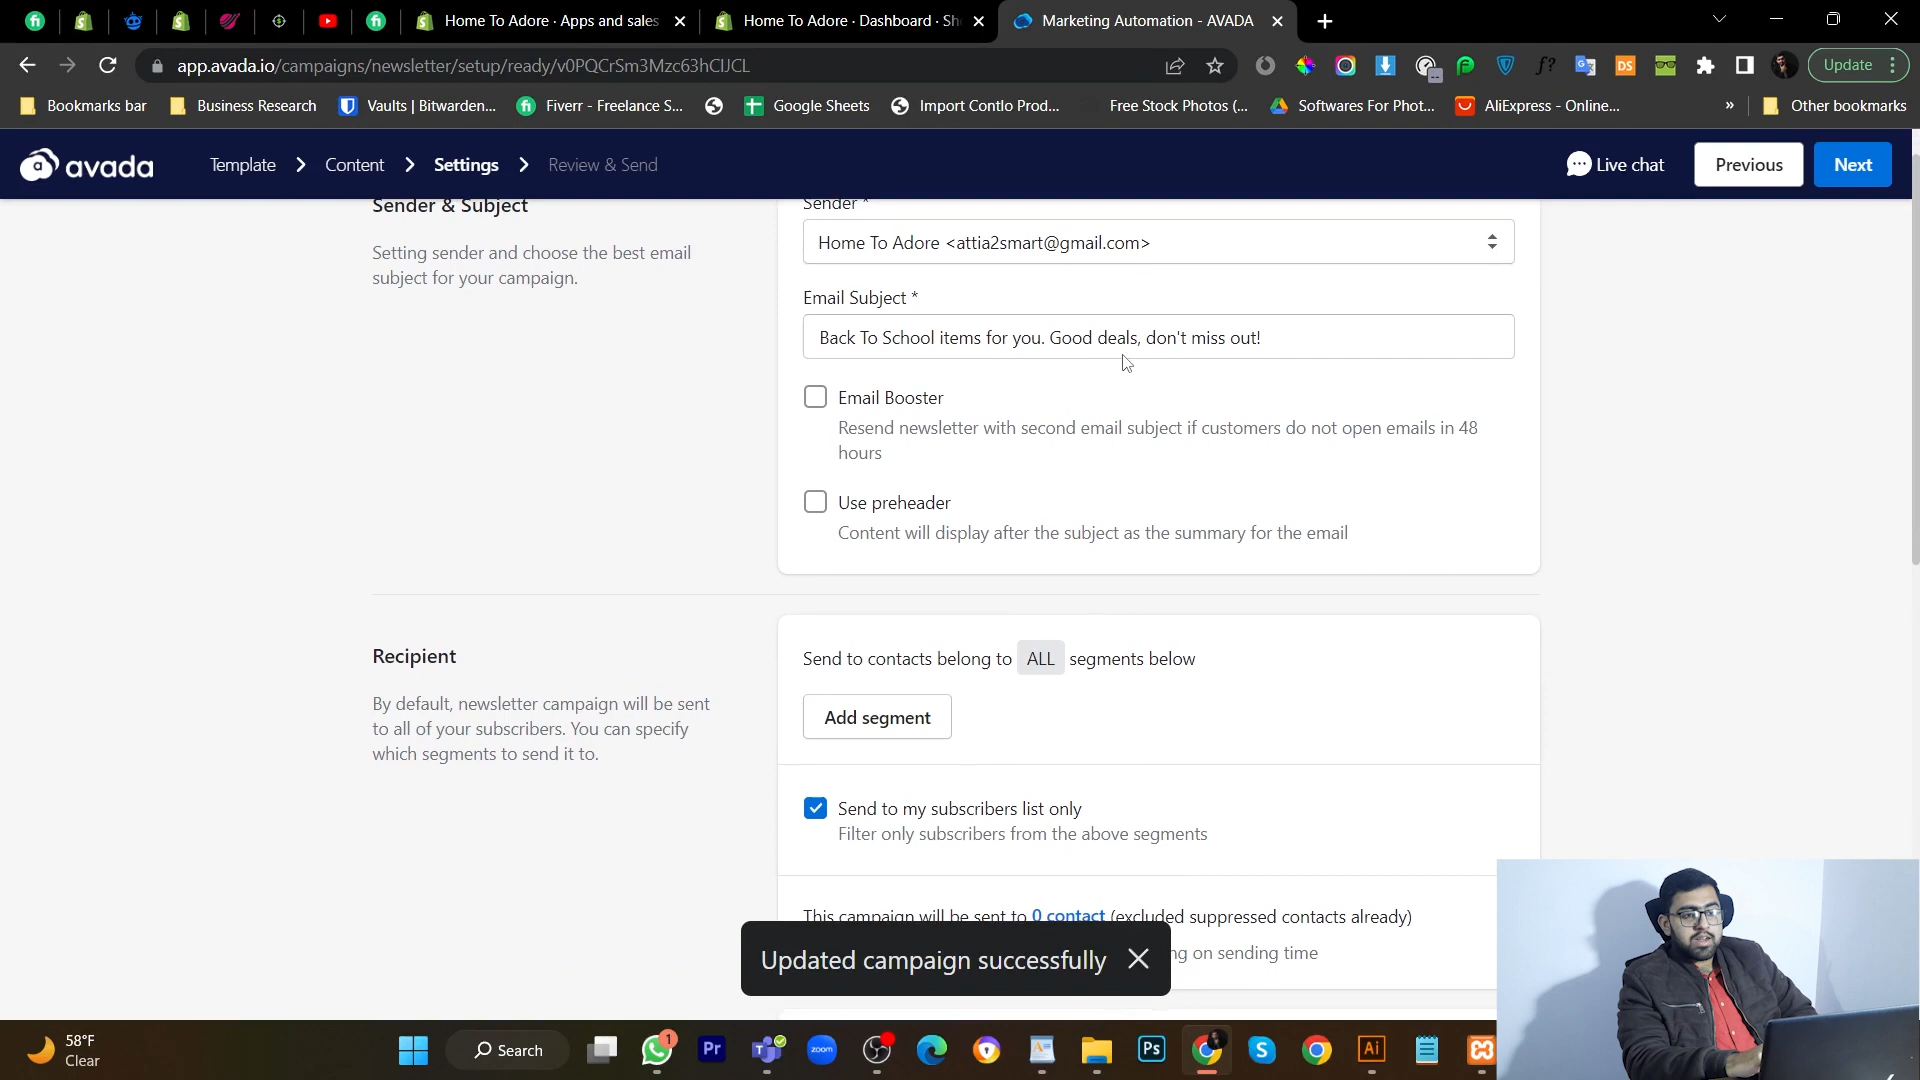 Home To Adore · Apps and sales
Home To Adore · Dashboard · Sh
Marketing Automation - AVADA
app.avada.io/campaigns/newsletter/setup/ready/v0PQCrSm3Mzc63hCIJCL
Update
Bookmarks bar
Business Research
Vaults | Bitwarden...
Fiverr - Freelance S...
Google Sheets
Import Contlo Prod...
Free Stock Photos (...
Softwares For Phot...
AliExpress - Online...
»
Other bookmarks
avada
Template
Content
Settings
Review & Send
Live chat
Previous
Next
Sender & Subject
Setting sender and choose the best email
subject for your campaign.
Sender *
Home To Adore <attia2smart@gmail.com>
Email Subject *
Back To School items for you. Good deals, don't miss out!
Email Booster
Resend newsletter with second email subject if customers do not open emails in 48
hours
Use preheader
Content will display after the subject as the summary for the email
Recipient
By default, newsletter campaign will be sent
to all of your subscribers. You can specify
which segments to send it to.
Send to contacts belong to ALL segments below
Add segment
Send to my subscribers list only
Filter only subscribers from the above segments
This campaign will be sent to 0 contact (excluded suppressed contacts already)
on sending time
Updated campaign successfully
58°F
Clear
Search
1
Pr
zoom
Ps
S
Ai